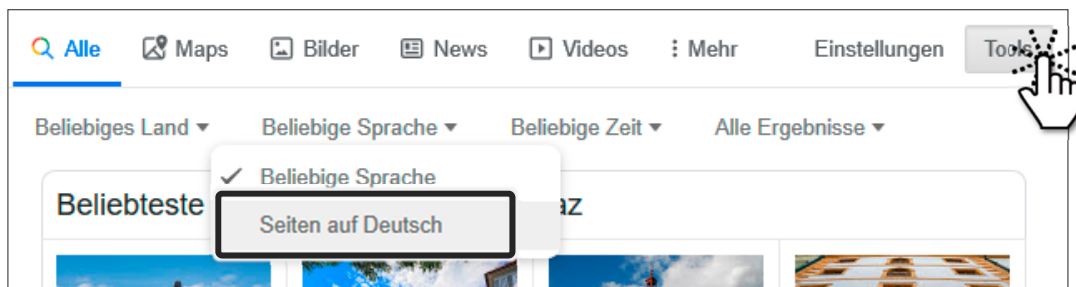 Alle Maps Bilder News Videos Mehr Einstellungen Tools
Beliebiges Land Beliebige Sprache Beliebige Zeit Alle Ergebnisse
Beliebige Sprache
Beliebteste
Seiten auf Deutsch